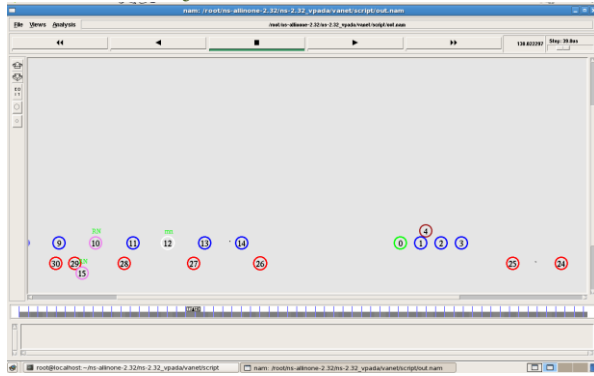 nam: /root/ns-allinone-2.32/ns-2.32_vpada/vanet/script/out.nam
File Views Analysis /root/ns-allinone-2.32/ns-2.32_vpada/vanet/script/out.nam
Step: 39.8us
4
9 10 11 12 13 14 0 1 2 3
30 29 28 27 26 25 24
15
root@localhost:~/ns-allinone-2.32/ns-2.32_vpada/vanet/script nam: /root/ns-allinone-2.32/ns-2.32_vpada/vanet/script/out.nam